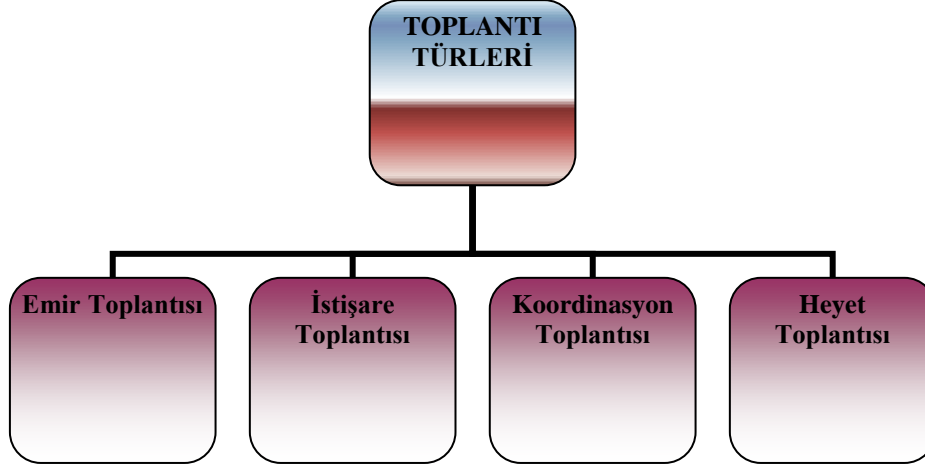 TOPLANTI
TÜRLERİ
Emir Toplantısı
İstişare
Toplantısı
Koordinasyon
Toplantısı
Heyet
Toplantısı